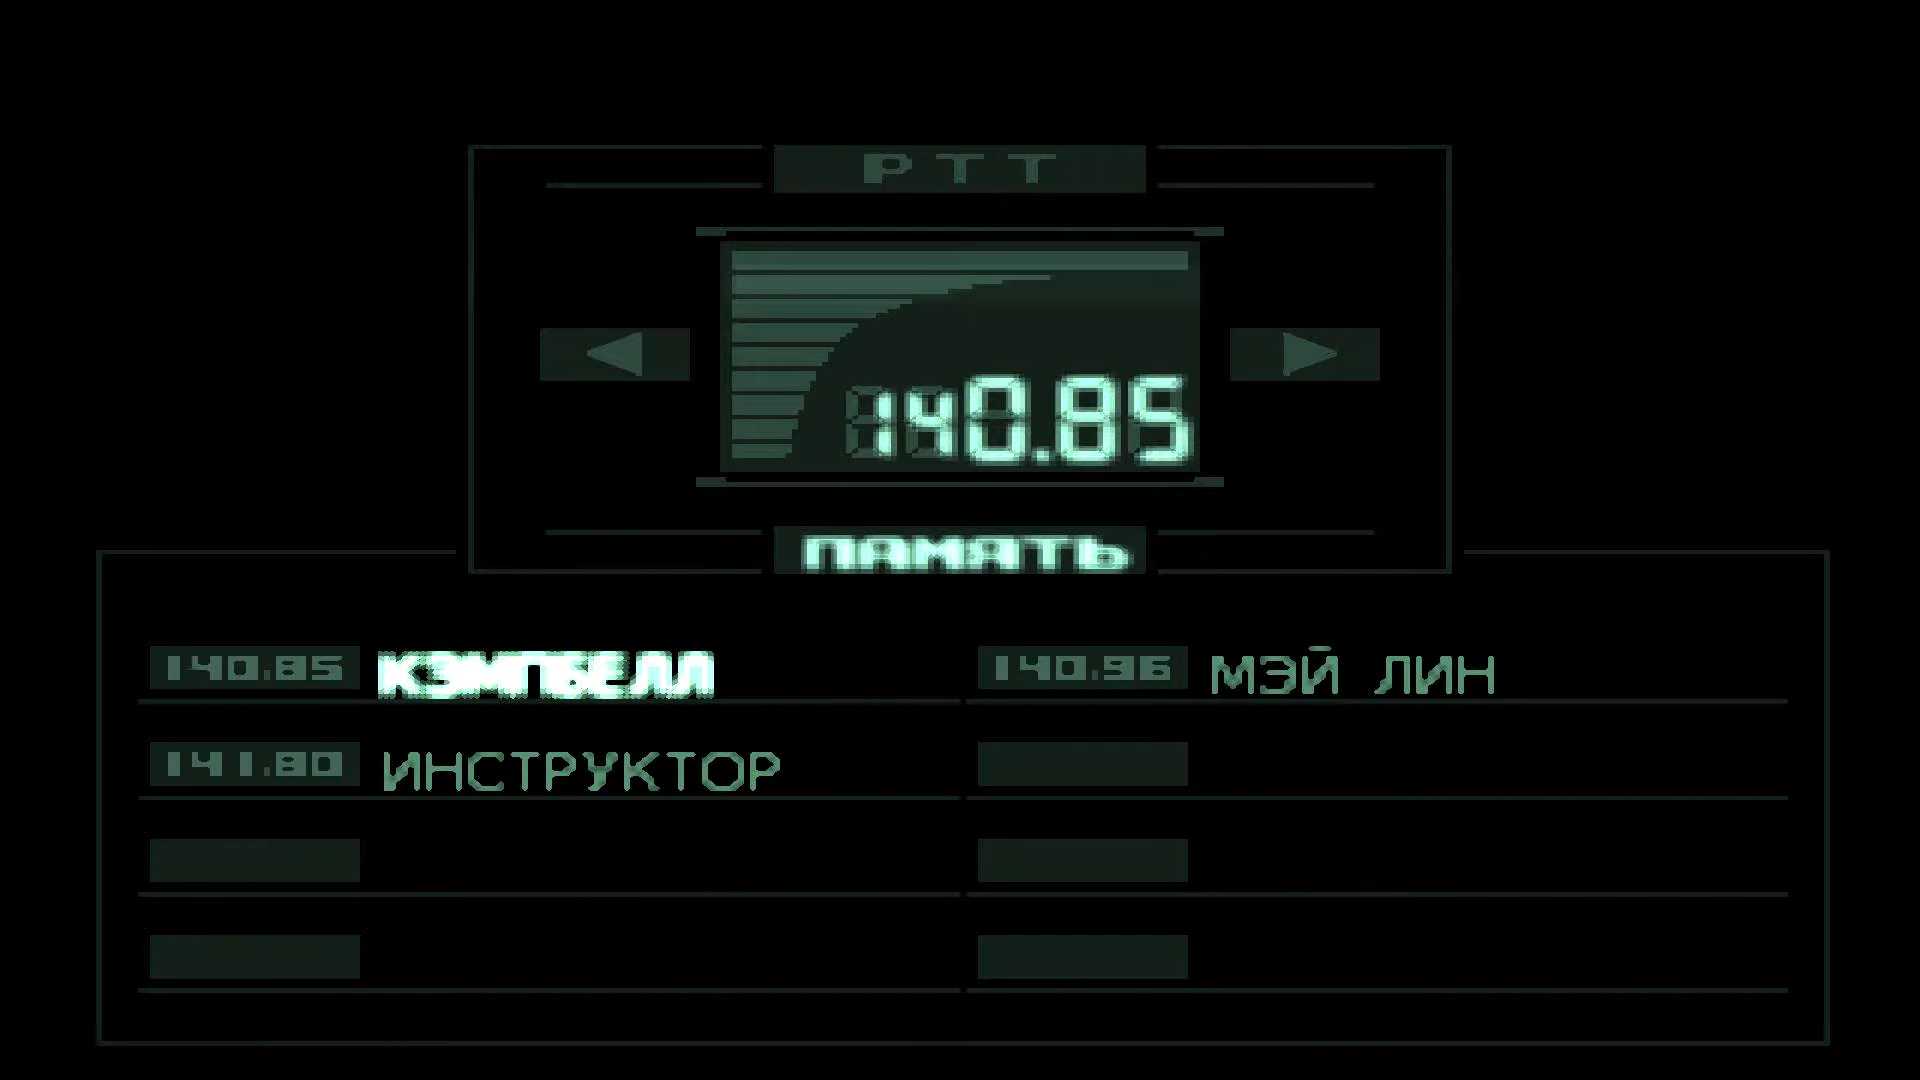 PTT
140.85
ПАМЯТЬ
140.85 КЭМПБЕЛЛ
140.96 МЭЙ ЛИН
141.80 ИНСТРУКТОР